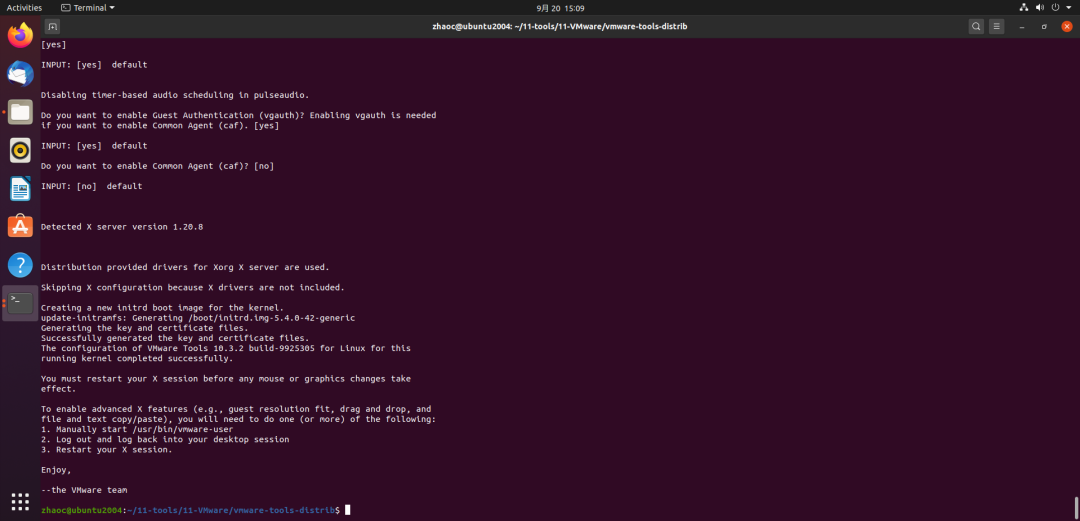 Activities
Terminal
9月 20 15:09
zhaoc@ubuntu2004: ~/11-tools/11-VMware/vmware-tools-distrib
[yes]
INPUT: [yes]  default
Disabling timer-based audio scheduling in pulseaudio.
Do you want to enable Guest Authentication (vgauth)? Enabling vgauth is needed
if you want to enable Common Agent (caf). [yes]
INPUT: [yes]  default
Do you want to enable Common Agent (caf)? [no]
INPUT: [no]  default
Detected X server version 1.20.8
Distribution provided drivers for Xorg X server are used.
Skipping X configuration because X drivers are not included.
Creating a new initrd boot image for the kernel.
update-initramfs: Generating /boot/initrd.img-5.4.0-42-generic
Generating the key and certificate files.
Successfully generated the key and certificate files.
The configuration of VMware Tools 10.3.2 build-9925305 for Linux for this
running kernel completed successfully.
You must restart your X session before any mouse or graphics changes take
effect.
To enable advanced X features (e.g., guest resolution fit, drag and drop, and
file and text copy/paste), you will need to do one (or more) of the following:
1. Manually start /usr/bin/vmware-user
2. Log out and log back into your desktop session
3. Restart your X session.
Enjoy,
--the VMware team
zhaoc@ubuntu2004:~/11-tools/11-VMware/vmware-tools-distrib$